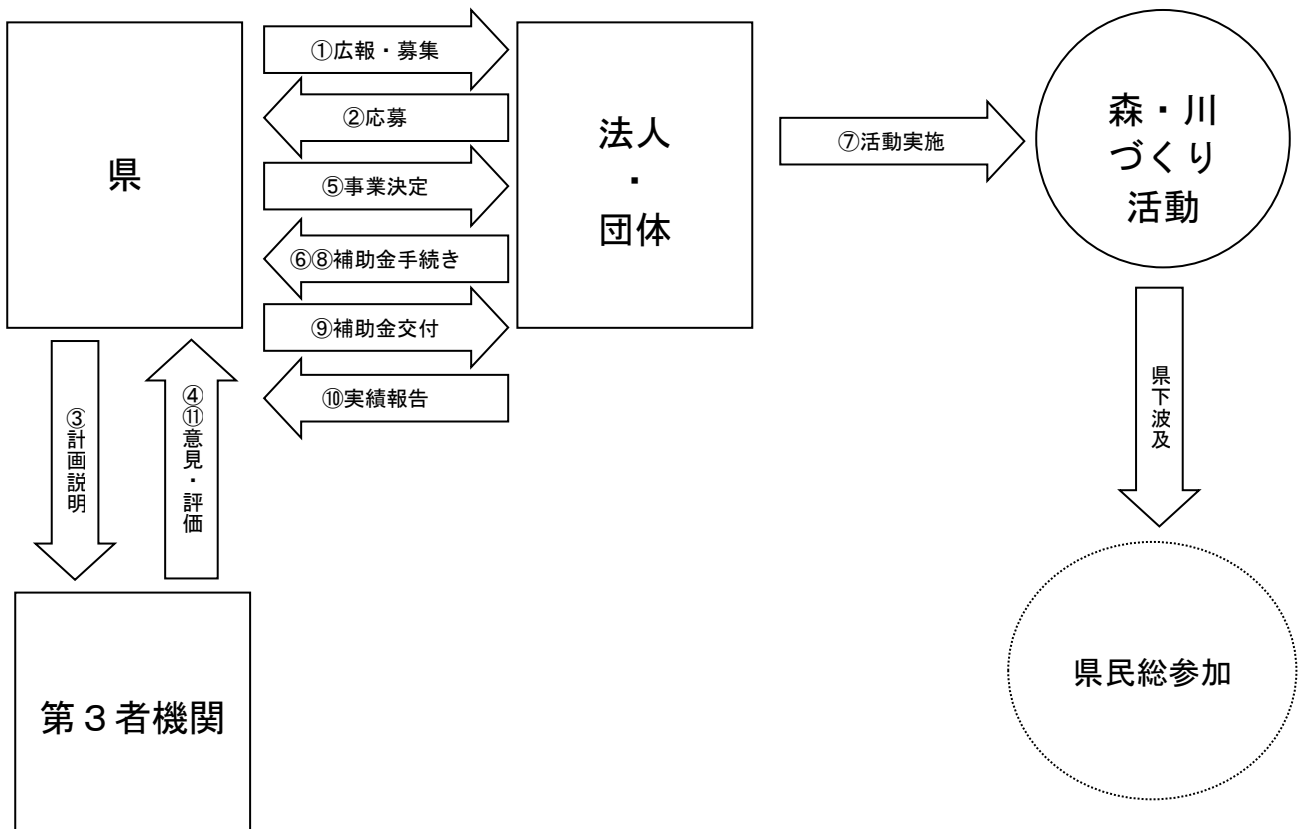 県
①広報・募集
②応募
⑤事業決定
⑥⑧補助金手続き
⑨補助金交付
⑩実績報告
法人
・
団体
⑦活動実施
森・川
づくり
活動
③計画説明
④⑪意見・評価
県下波及
第３者機関
県民総参加